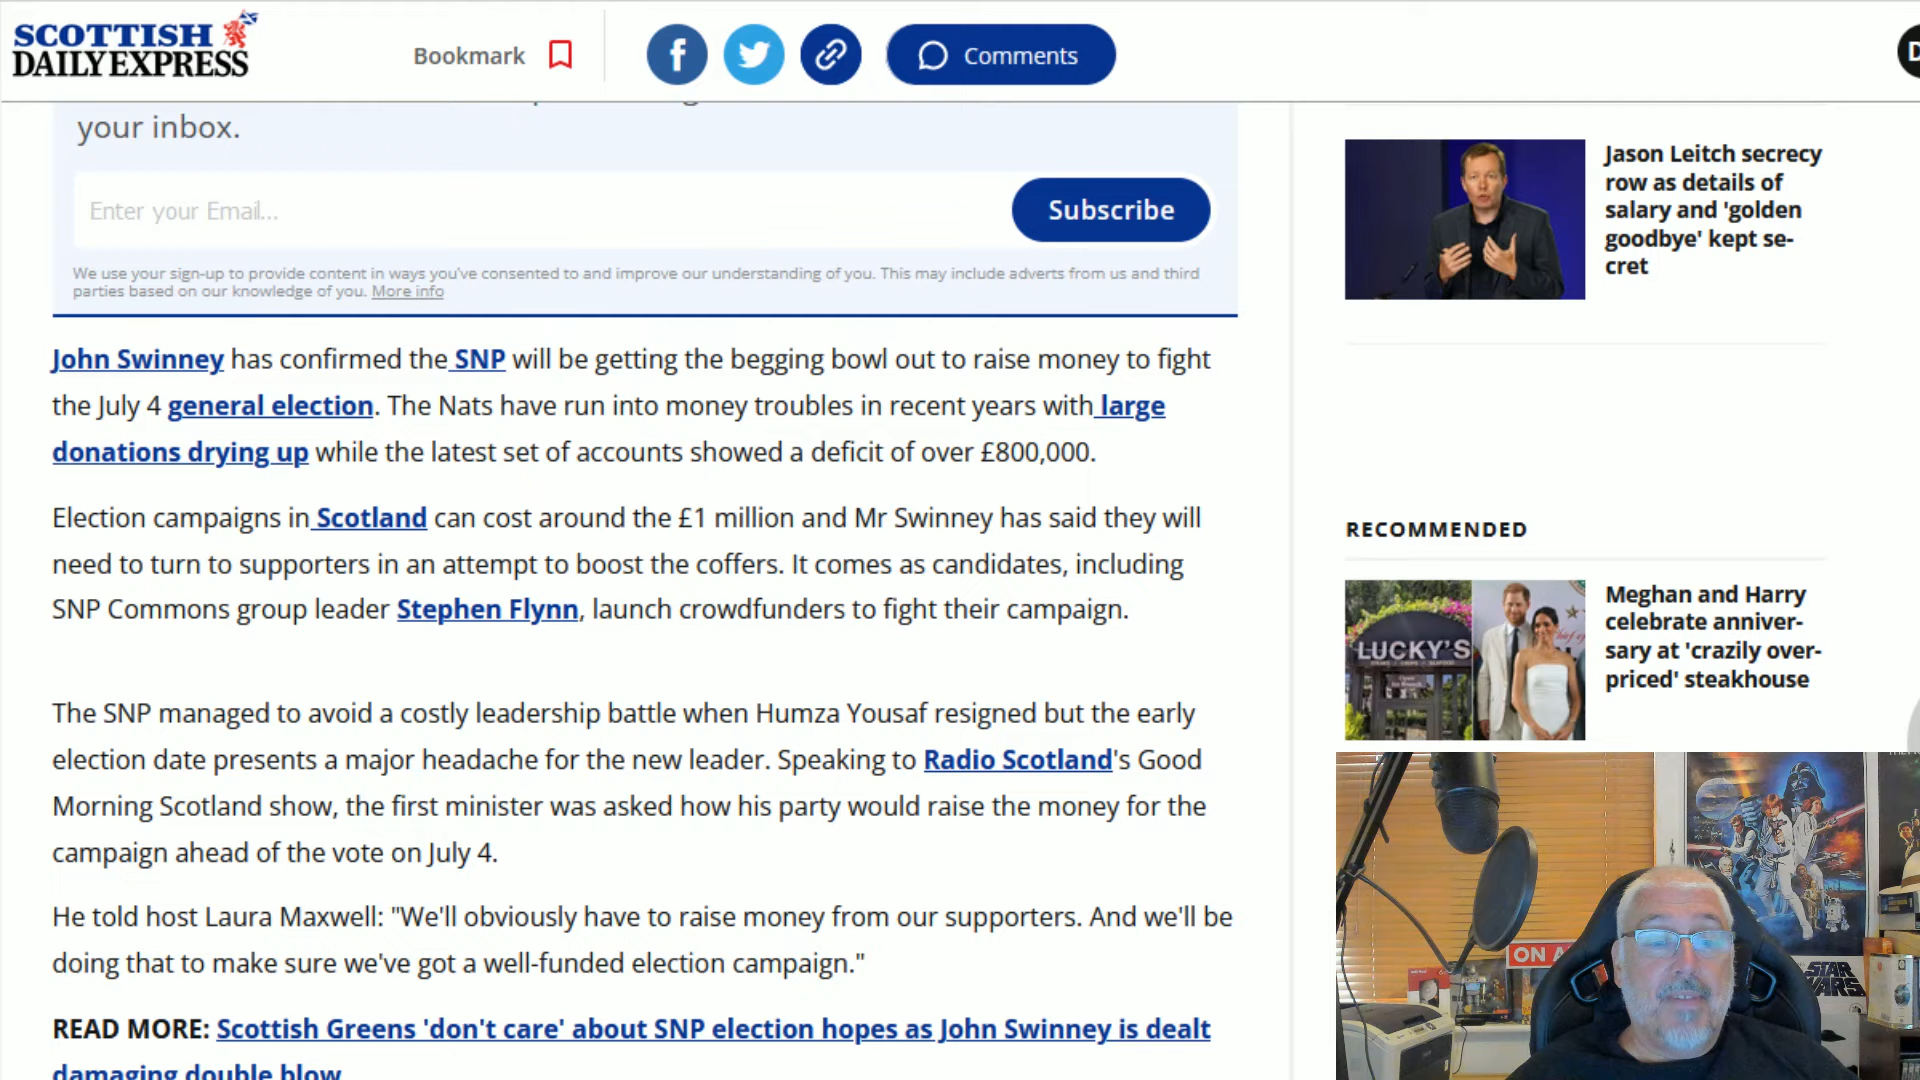 SCOTTISH
DAILY EXPRESS
Bookmark
Comments
your inbox.
Enter your Email...
Subscribe
We use your sign-up to provide content in ways you've consented to and improve our understanding of you. This may include adverts from us and third
parties based on our knowledge of you. More info
John Swinney has confirmed the SNP will be getting the begging bowl out to raise money to fight
the July 4 general election. The Nats have run into money troubles in recent years with large
donations drying up while the latest set of accounts showed a deficit of over £800,000.
Election campaigns in Scotland can cost around the £1 million and Mr Swinney has said they will
need to turn to supporters in an attempt to boost the coffers. It comes as candidates, including
SNP Commons group leader Stephen Flynn, launch crowdfunders to fight their campaign.
The SNP managed to avoid a costly leadership battle when Humza Yousaf resigned but the early
election date presents a major headache for the new leader. Speaking to Radio Scotland's Good
Morning Scotland show, the first minister was asked how his party would raise the money for the
campaign ahead of the vote on July 4.
He told host Laura Maxwell: "We'll obviously have to raise money from our supporters. And we'll be
doing that to make sure we've got a well-funded election campaign."
READ MORE: Scottish Greens 'don't care' about SNP election hopes as John Swinney is dealt
damaging double blow
Jason Leitch secrecy
row as details of
salary and 'golden
goodbye' kept se-
cret
RECOMMENDED
LUCKY'S
Meghan and Harry
celebrate anniver-
sary at 'crazily over-
priced' steakhouse
ON A
STAR
WARS